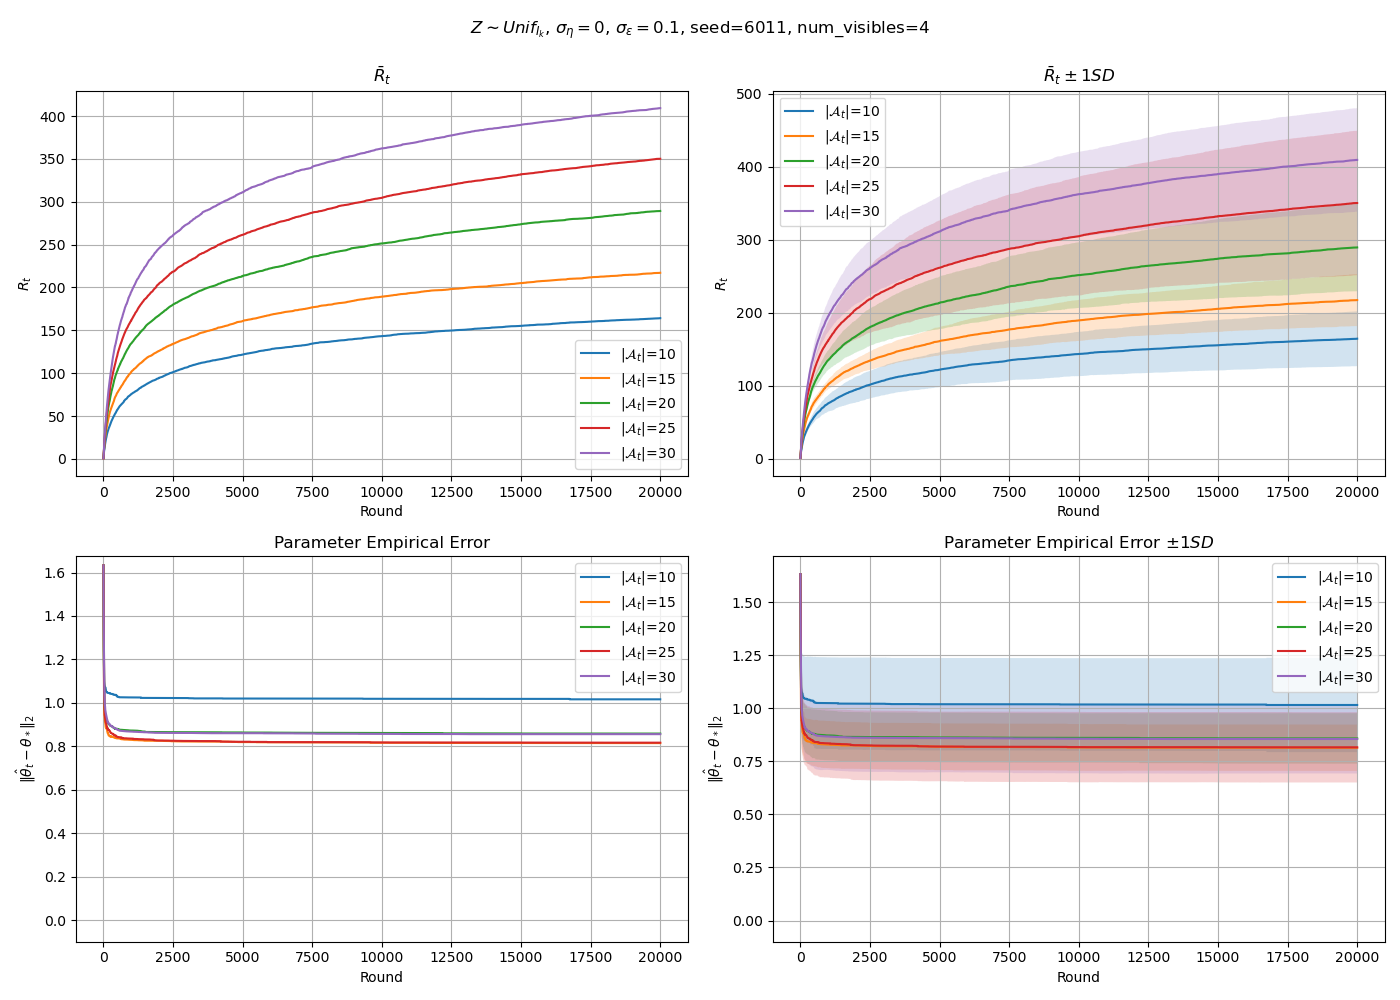 Z ∼ Unif_{I_k}, σ_η = 0, σ_ε = 0.1, seed=6011, num_visibles=4
R̄_t
R_t
400
350
300
250
200
150
100
50
0
|𝒜_t|=10
|𝒜_t|=15
|𝒜_t|=20
|𝒜_t|=25
|𝒜_t|=30
0 2500 5000 7500 10000 12500 15000 17500 20000
Round
R̄_t ± 1SD
R_t
500
400
300
200
100
0
|𝒜_t|=10
|𝒜_t|=15
|𝒜_t|=20
|𝒜_t|=25
|𝒜_t|=30
0 2500 5000 7500 10000 12500 15000 17500 20000
Round
Parameter Empirical Error
‖θ̂_t − θ_*‖_2
1.6
1.4
1.2
1.0
0.8
0.6
0.4
0.2
0.0
|𝒜_t|=10
|𝒜_t|=15
|𝒜_t|=20
|𝒜_t|=25
|𝒜_t|=30
0 2500 5000 7500 10000 12500 15000 17500 20000
Round
Parameter Empirical Error ±1SD
‖θ̂_t − θ_*‖_2
1.50
1.25
1.00
0.75
0.50
0.25
0.00
|𝒜_t|=10
|𝒜_t|=15
|𝒜_t|=20
|𝒜_t|=25
|𝒜_t|=30
0 2500 5000 7500 10000 12500 15000 17500 20000
Round